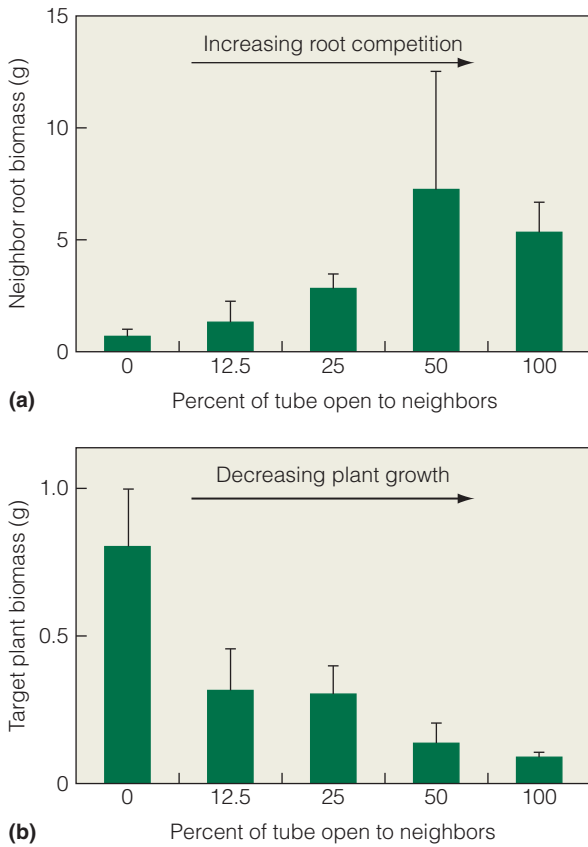 15
Increasing root competition
10
5
0
Neighbor root biomass (g)
0 12.5 25 50 100
(a) Percent of tube open to neighbors
Decreasing plant growth
1.0
0.5
0
Target plant biomass (g)
0 12.5 25 50 100
(b) Percent of tube open to neighbors